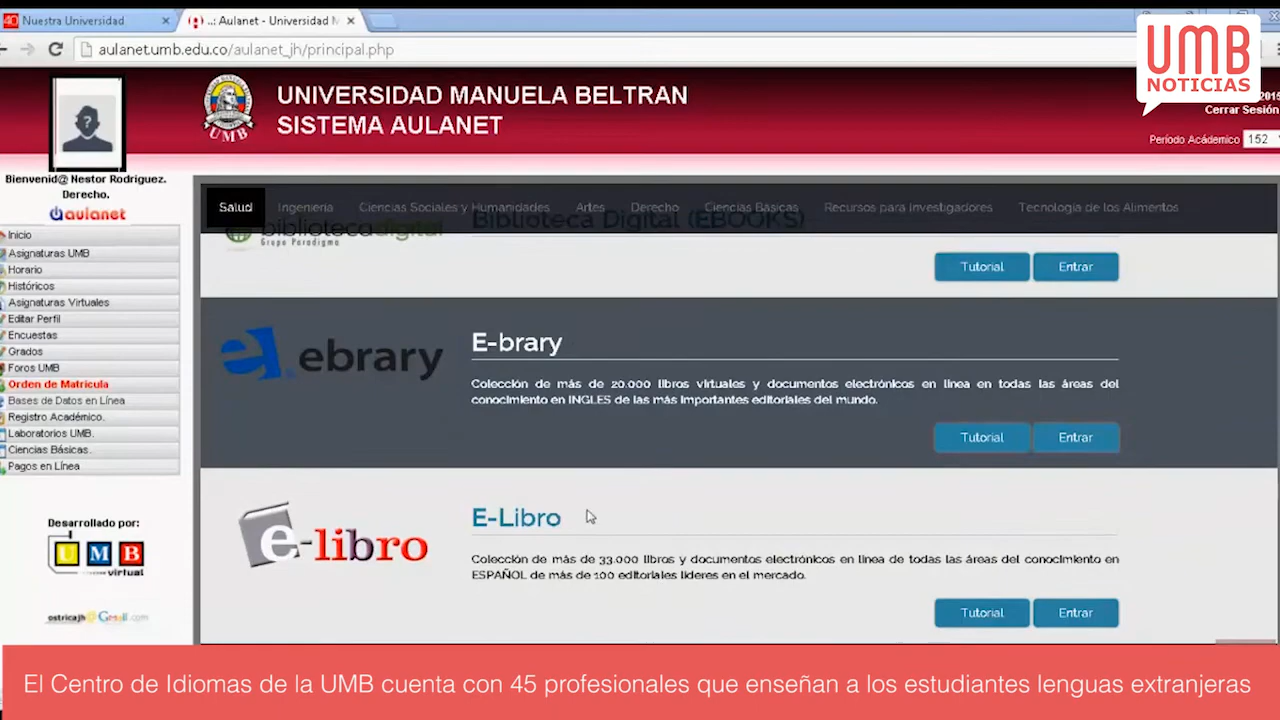 Nuestra Universidad
..: Aulanet - Universidad M
aulanet.umb.edu.co/aulanet_jh/principal.php
UMB
NOTICIAS
UNIVERSIDAD MANUELA BELTRAN
SISTEMA AULANET
UMB
Cerrar Sesión
Período Académico 152
Bienvenid@ Nestor Rodriguez.
Derecho.
aulanet
Inicio
Asignaturas UMB
Horario
Históricos
Asignaturas Virtuales
Editar Perfil
Encuestas
Grados
Foros UMB
Orden de Matrícula
Bases de Datos en Línea
Registro Académico.
Laboratorios UMB.
Ciencias Básicas.
Pagos en Línea
Desarrollado por:
U M B
virtual
Salud Ingeniería Ciencias Sociales y Humanidades Artes Derecho Ciencias Básicas Recursos para Investigadores Tecnología de los Alimentos
bibliotecadigital
Grupo Paradigma
Biblioteca Digital (EBOOKS)
Tutorial Entrar
ebrary
E-brary
Colección de más de 20.000 libros virtuales y documentos electrónicos en línea en todas las áreas del
conocimiento en INGLES de las más importantes editoriales del mundo.
Tutorial Entrar
e-libro
E-Libro
Colección de más de 33.000 libros y documentos electrónicos en línea de todas las áreas del conocimiento en
ESPAÑOL de más de 100 editoriales líderes en el mercado.
Tutorial Entrar
El Centro de Idiomas de la UMB cuenta con 45 profesionales que enseñan a los estudiantes lenguas extranjeras